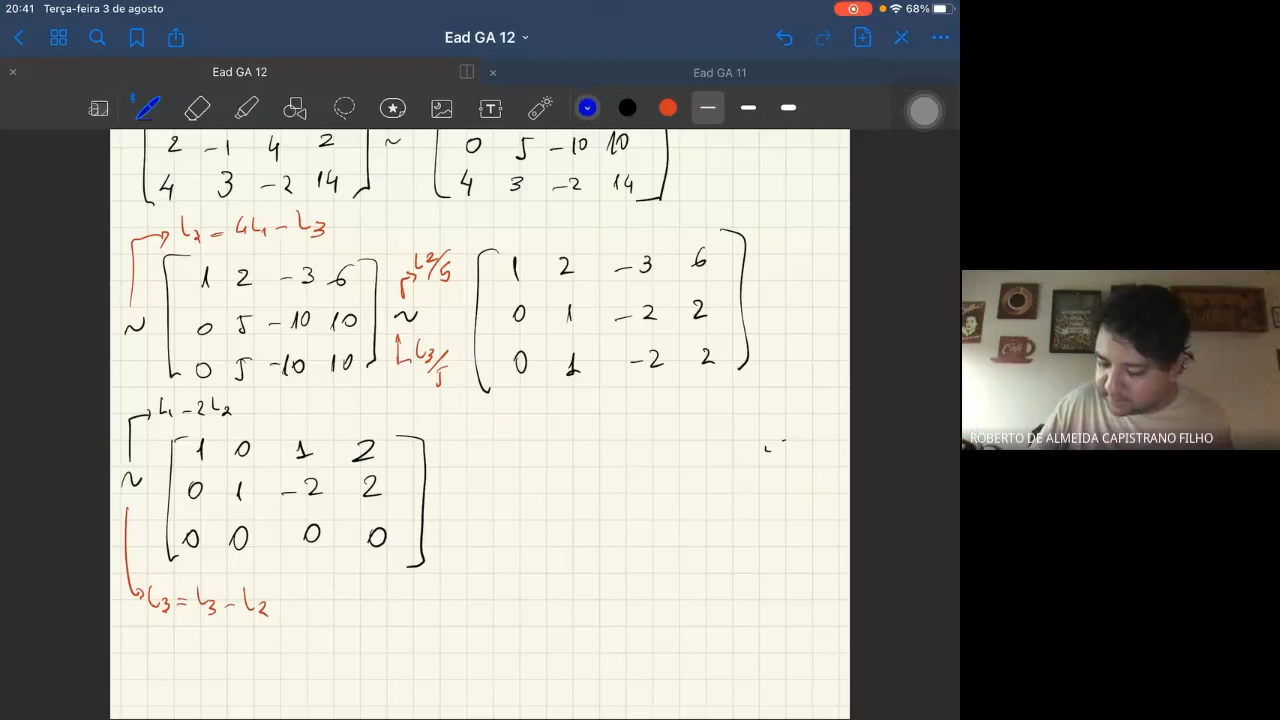 20:41 Terça-feira 3 de agosto 68%
Ead GA 12
Ead GA 12 Ead GA 11
2 -1 4 2 ~ 0 5 -10 10
4 3 -2 14 4 3 -2 14
L₃ = 4L₁ - L₃
1 2 -3 6 L2/5 1 2 -3 6
~ 0 5 -10 10 ~ 0 1 -2 2
0 5 -10 10 L3/5 0 1 -2 2
L₁ - 2L₂
1 0 1 2
~ 0 1 -2 2
0 0 0 0
L₃ = L₃ - L₂
Café
ROBERTO DE ALMEIDA CAPISTRANO FILHO